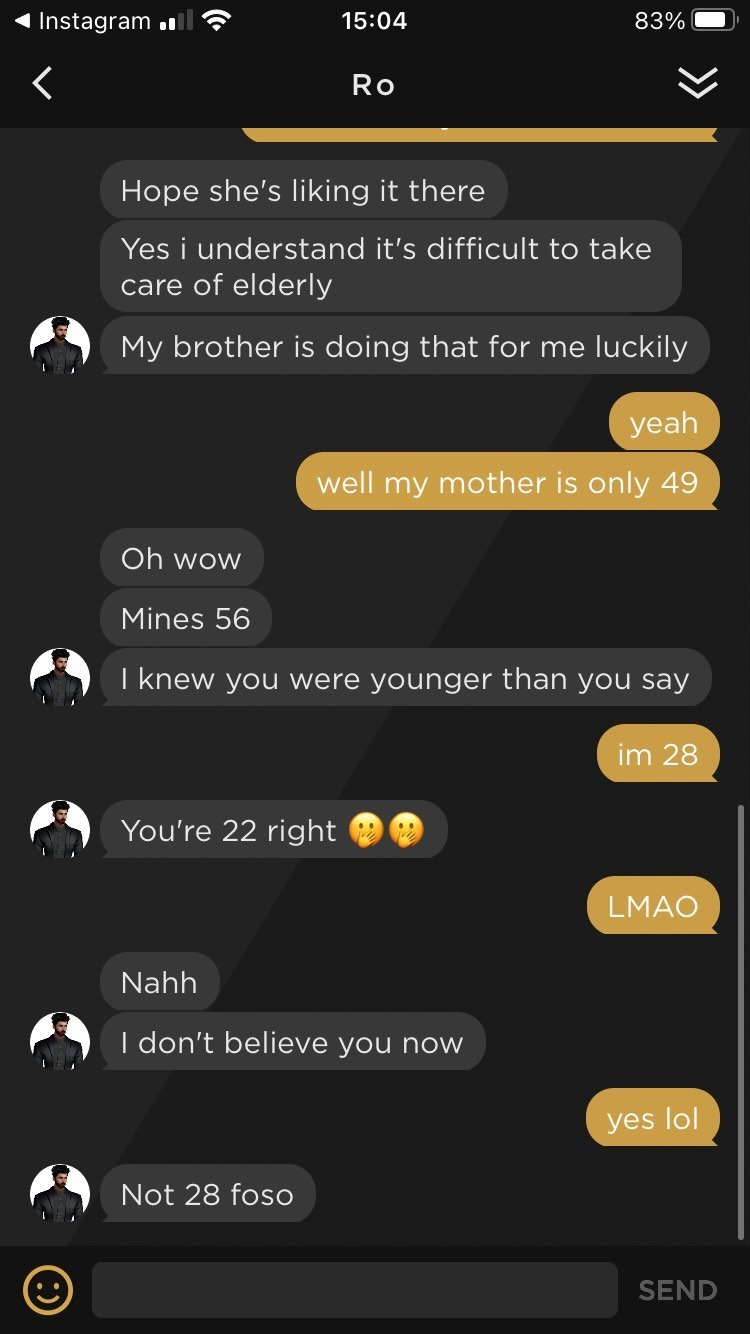 Instagram 15:04 83%
Ro
Hope she's liking it there
Yes i understand it's difficult to take
care of elderly
My brother is doing that for me luckily
yeah
well my mother is only 49
Oh wow
Mines 56
I knew you were younger than you say
im 28
You're 22 right 🤭🤭
LMAO
Nahh
I don't believe you now
yes lol
Not 28 foso
SEND